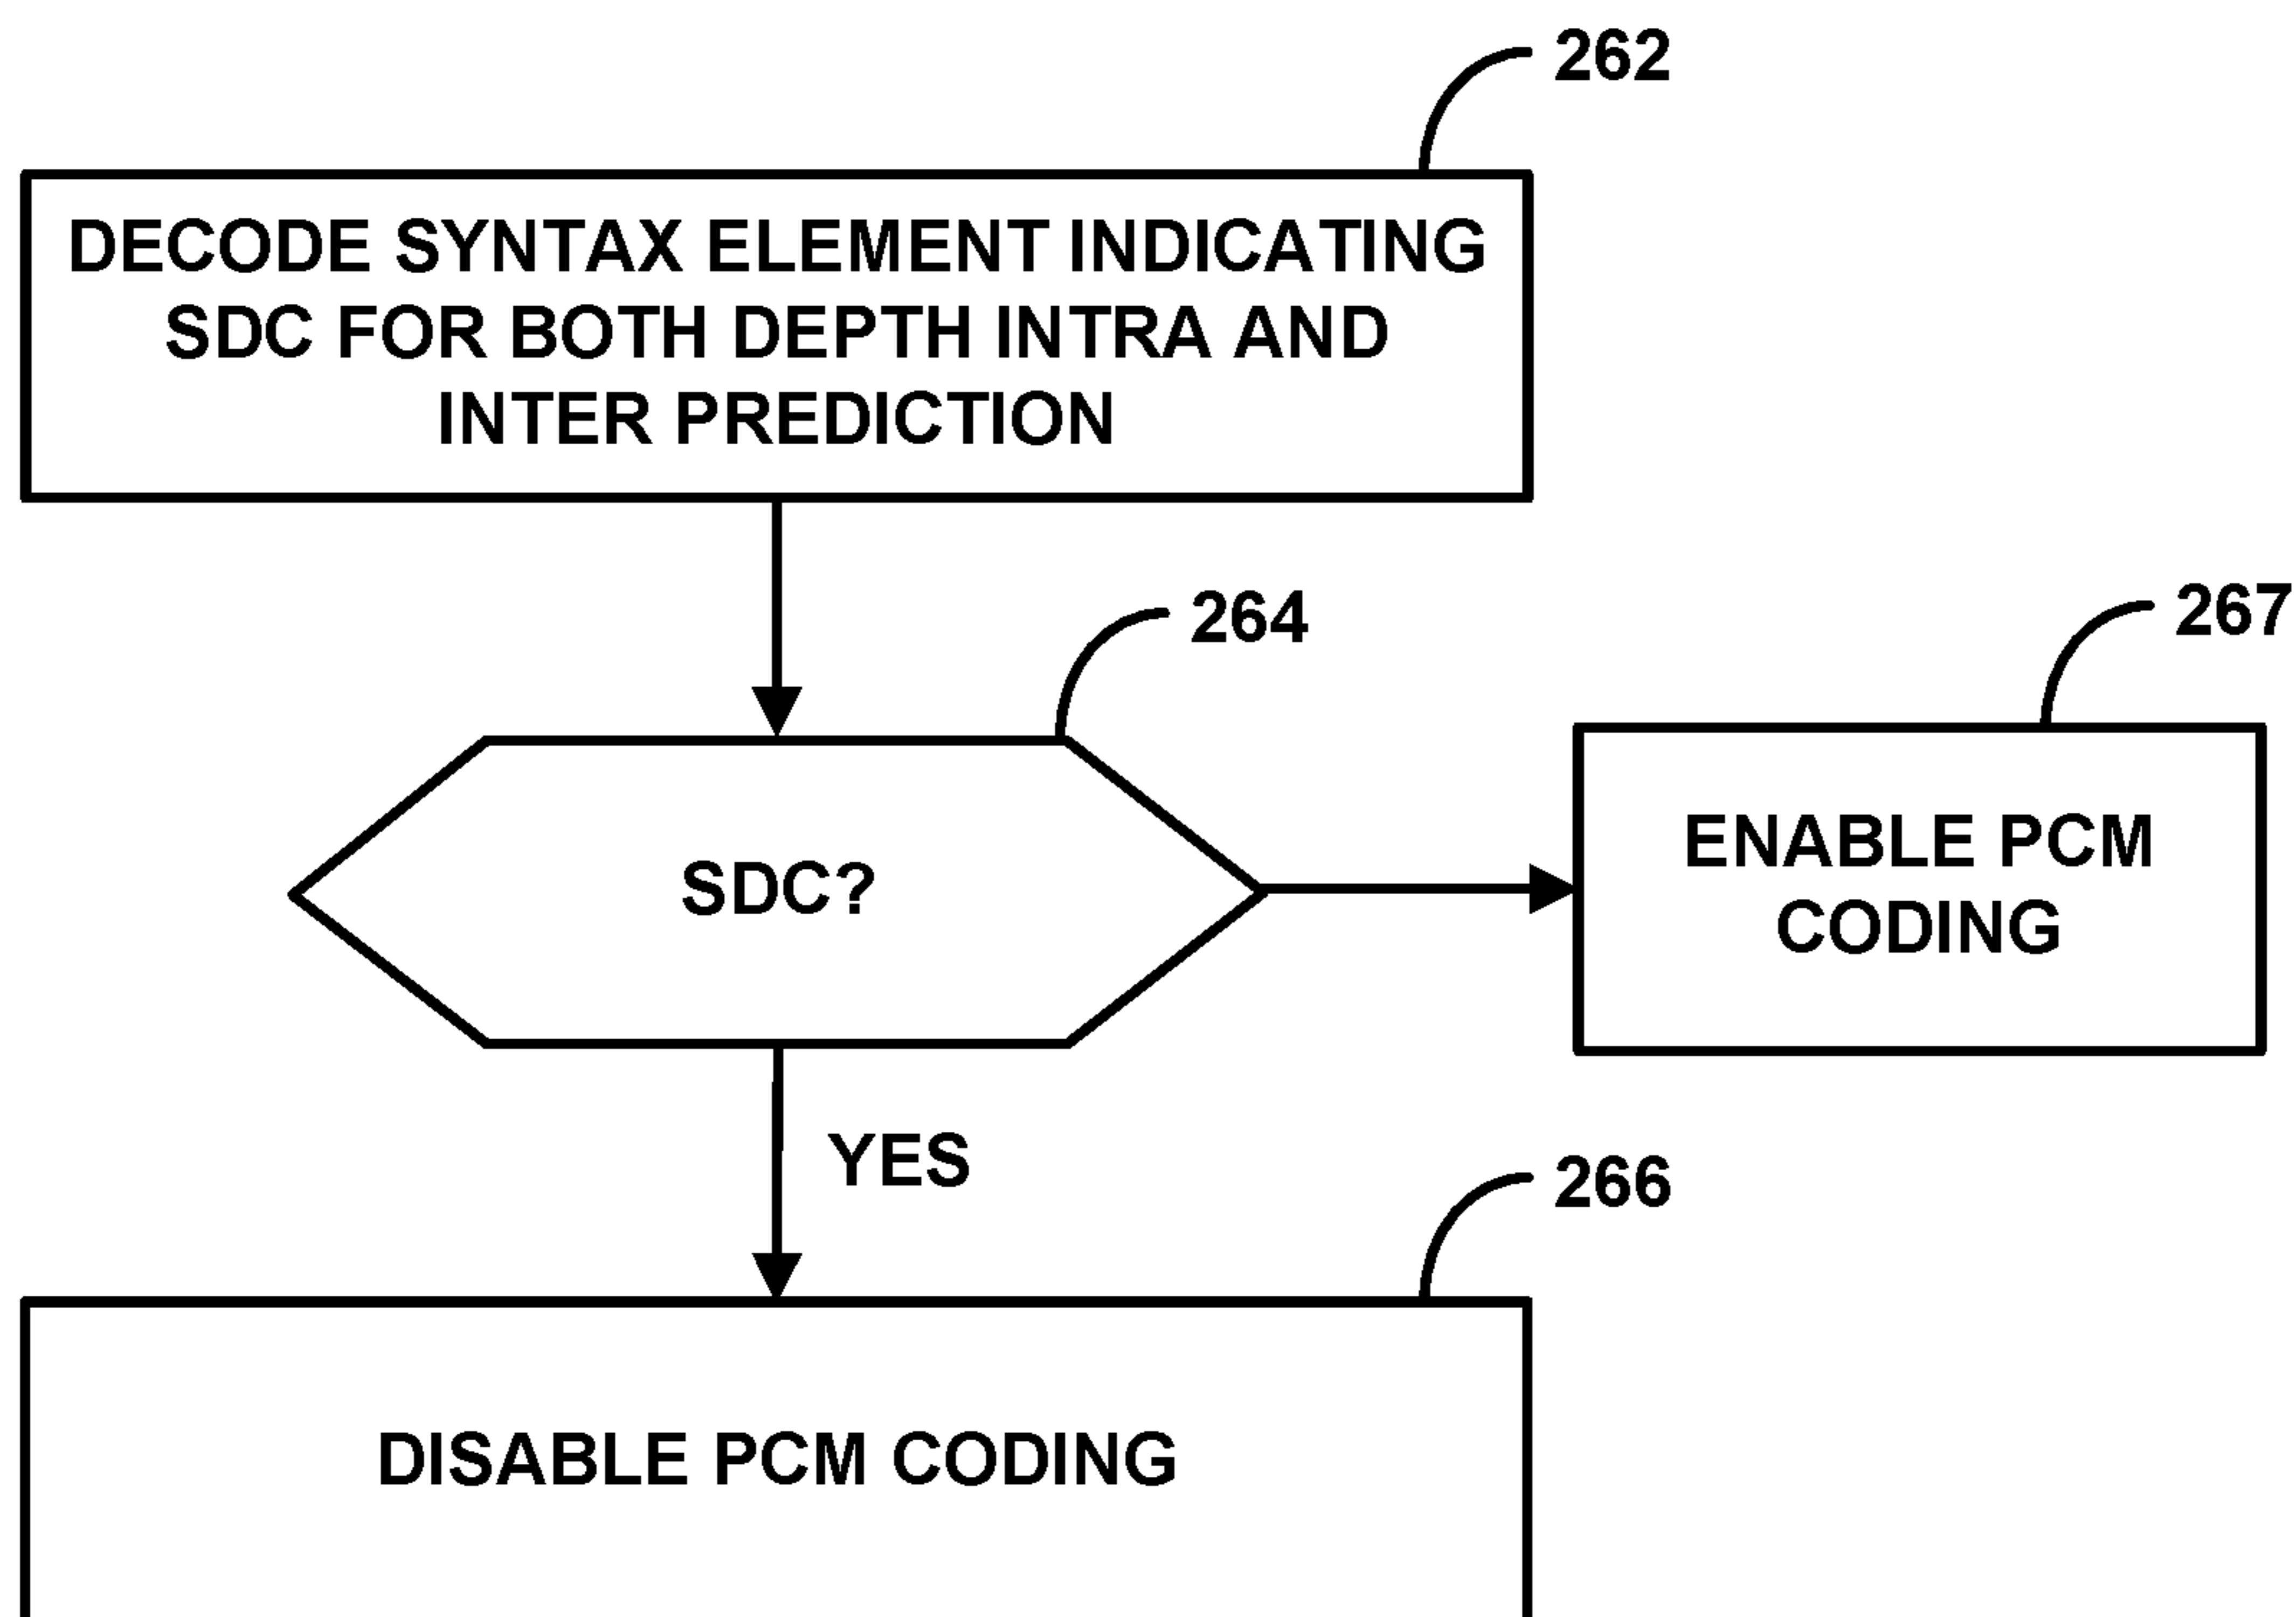 262
DECODE SYNTAX ELEMENT INDICATING
SDC FOR BOTH DEPTH INTRA AND
INTER PREDICTION
264
267
SDC?
ENABLE PCM
CODING
YES
266
DISABLE PCM CODING